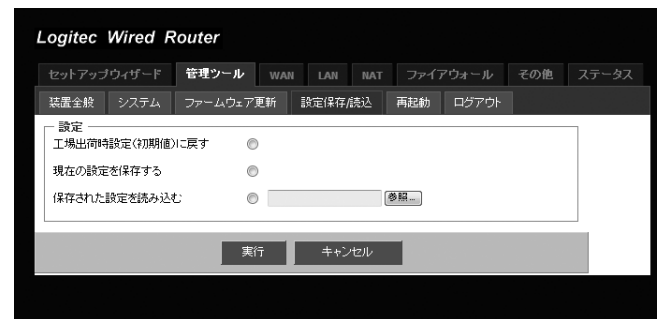 Logitec Wired Router
セットアップウィザード 管理ツール WAN LAN NAT ファイアウォール その他 ステータス
装置全般 システム ファームウェア更新 設定保存/読込 再起動 ログアウト
設定
工場出荷時設定(初期値)に戻す
現在の設定を保存する
保存された設定を読み込む 参照...
実行 キャンセル